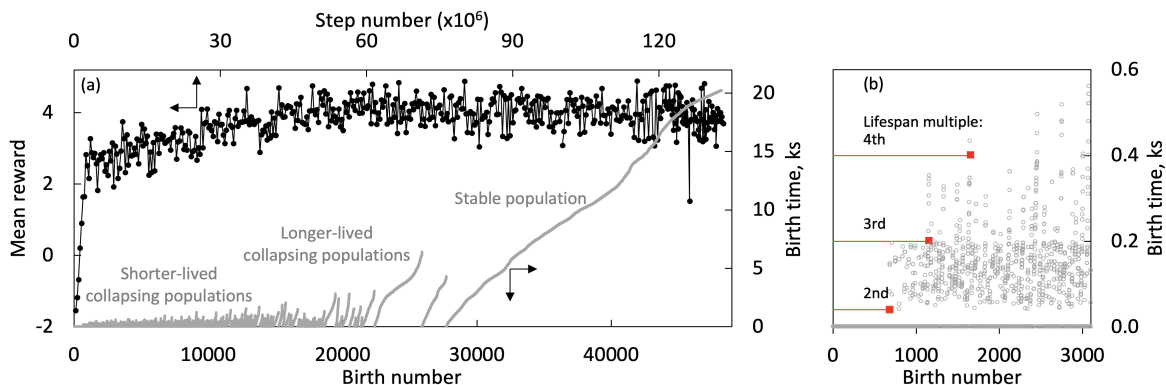 Step number (x10⁶)
0 30 60 90 120
(a)
Mean reward
4
2
0
-2
20
15
10
5
0
Birth time, ks
Stable population
Longer-lived
collapsing populations
Shorter-lived
collapsing populations
0 10000 20000 30000 40000
Birth number
(b)
Lifespan multiple:
4th
3rd
2nd
0.6
0.4
0.2
0.0
Birth time, ks
0 1000 2000 3000
Birth number